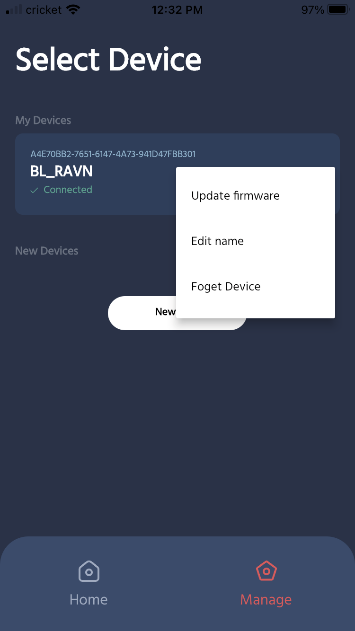 cricket 12:32 PM 97%
Select Device
My Devices
A4E70BB2-7651-6147-4A73-941D47FBB301
BL_RAVN
Connected
Update firmware
Edit name
New Devices
Foget Device
New
Home Manage